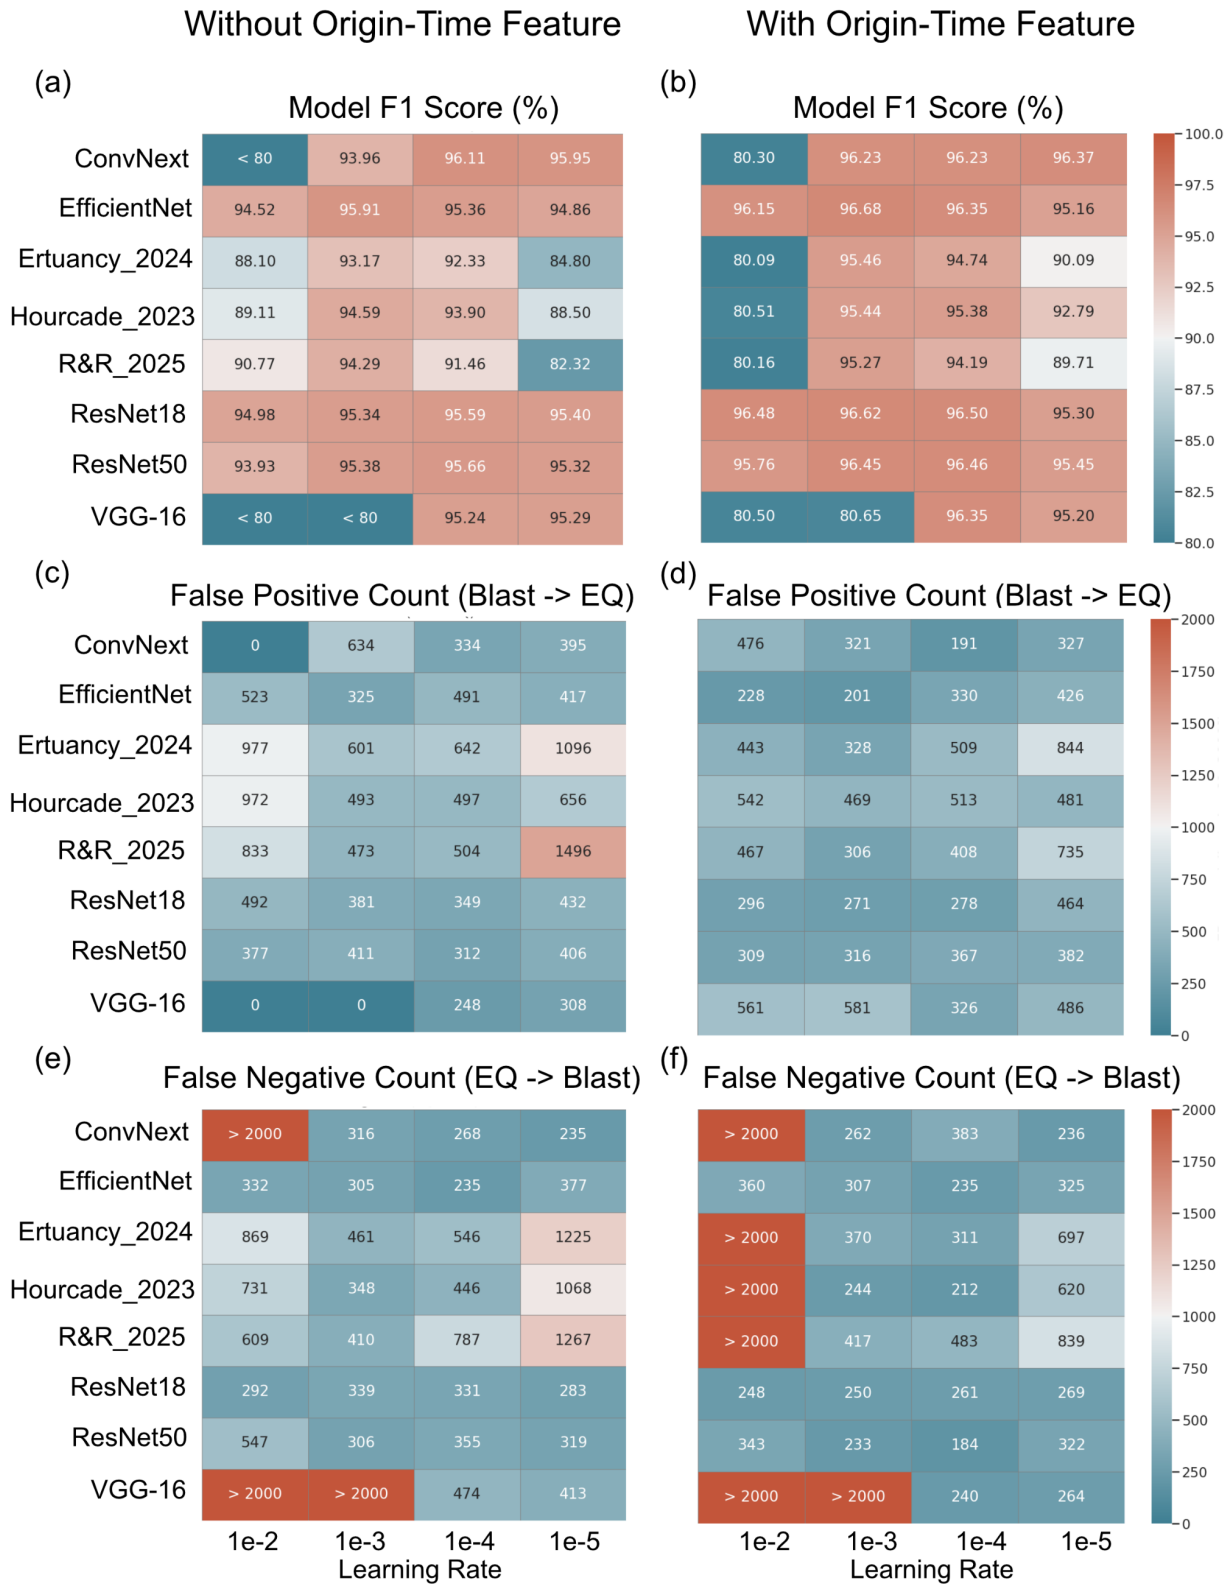 Without Origin-Time Feature
With Origin-Time Feature
(a)
Model F1 Score (%)
ConvNext < 80 93.96 96.11 95.95
EfficientNet 94.52 95.91 95.36 94.86
Ertuancy_2024 88.10 93.17 92.33 84.80
Hourcade_2023 89.11 94.59 93.90 88.50
R&R_2025 90.77 94.29 91.46 82.32
ResNet18 94.98 95.34 95.59 95.40
ResNet50 93.93 95.38 95.66 95.32
VGG-16 < 80 < 80 95.24 95.29
(b)
Model F1 Score (%)
80.30 96.23 96.23 96.37
96.15 96.68 96.35 95.16
80.09 95.46 94.74 90.09
80.51 95.44 95.38 92.79
80.16 95.27 94.19 89.71
96.48 96.62 96.50 95.30
95.76 96.45 96.46 95.45
80.50 80.65 96.35 95.20
100.0
97.5
95.0
92.5
90.0
87.5
85.0
82.5
80.0
(c)
False Positive Count (Blast -> EQ)
ConvNext 0 634 334 395
EfficientNet 523 325 491 417
Ertuancy_2024 977 601 642 1096
Hourcade_2023 972 493 497 656
R&R_2025 833 473 504 1496
ResNet18 492 381 349 432
ResNet50 377 411 312 406
VGG-16 0 0 248 308
(d)
False Positive Count (Blast -> EQ)
476 321 191 327
228 201 330 426
443 328 509 844
542 469 513 481
467 306 408 735
296 271 278 464
309 316 367 382
561 581 326 486
2000
1750
1500
1250
1000
750
500
250
0
(e)
False Negative Count (EQ -> Blast)
ConvNext > 2000 316 268 235
EfficientNet 332 305 235 377
Ertuancy_2024 869 461 546 1225
Hourcade_2023 731 348 446 1068
R&R_2025 609 410 787 1267
ResNet18 292 339 331 283
ResNet50 547 306 355 319
VGG-16 > 2000 > 2000 474 413
1e-2 1e-3 1e-4 1e-5
Learning Rate
(f)
False Negative Count (EQ -> Blast)
> 2000 262 383 236
360 307 235 325
> 2000 370 311 697
> 2000 244 212 620
> 2000 417 483 839
248 250 261 269
343 233 184 322
> 2000 > 2000 240 264
1e-2 1e-3 1e-4 1e-5
Learning Rate
2000
1750
1500
1250
1000
750
500
250
0